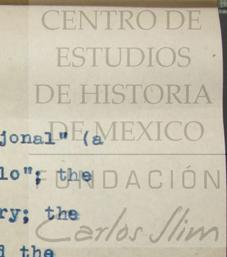 CENTRO DE
ESTUDIOS
DE HISTORIA
DE MEXICO
jonal" (a
lo"; the
FUNDACIÓN
ry; the
Carlos Slim
d the